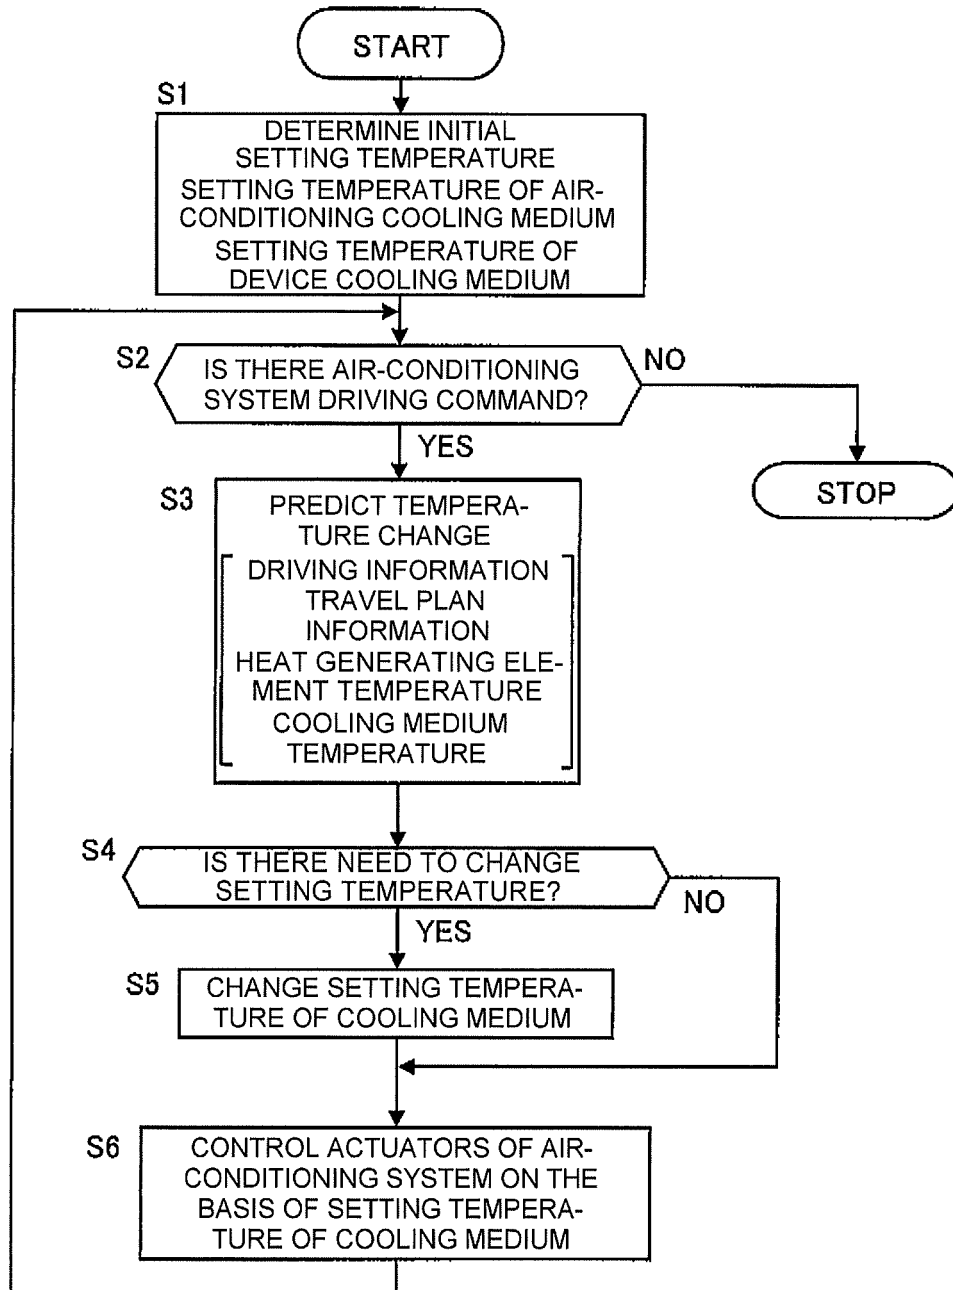 START
S1
DETERMINE INITIAL
SETTING TEMPERATURE
SETTING TEMPERATURE OF AIR-
CONDITIONING COOLING MEDIUM
SETTING TEMPERATURE OF
DEVICE COOLING MEDIUM
S2
IS THERE AIR-CONDITIONING
SYSTEM DRIVING COMMAND?
NO
YES
STOP
S3
PREDICT TEMPERA-
TURE CHANGE
DRIVING INFORMATION
TRAVEL PLAN
INFORMATION
HEAT GENERATING ELE-
MENT TEMPERATURE
COOLING MEDIUM
TEMPERATURE
S4
IS THERE NEED TO CHANGE
SETTING TEMPERATURE?
NO
YES
S5
CHANGE SETTING TEMPERA-
TURE OF COOLING MEDIUM
S6
CONTROL ACTUATORS OF AIR-
CONDITIONING SYSTEM ON THE
BASIS OF SETTING TEMPERA-
TURE OF COOLING MEDIUM